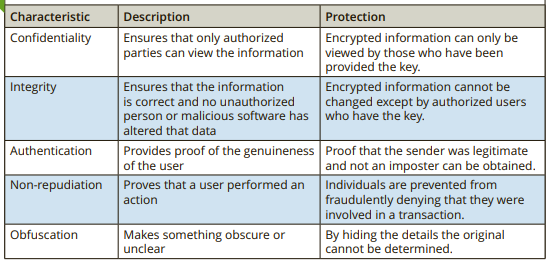 Characteristic Description Protection
Confidentiality Ensures that only authorized Encrypted information can only be
parties can view the information viewed by those who have been
provided the key.
Integrity Ensures that the information Encrypted information cannot be
is correct and no unauthorized changed except by authorized users
person or malicious software has who have the key.
altered that data
Authentication Provides proof of the genuineness Proof that the sender was legitimate
of the user and not an imposter can be obtained.
Non-repudiation Proves that a user performed an Individuals are prevented from
action fraudulently denying that they were
involved in a transaction.
Obfuscation Makes something obscure or By hiding the details the original
unclear cannot be determined.